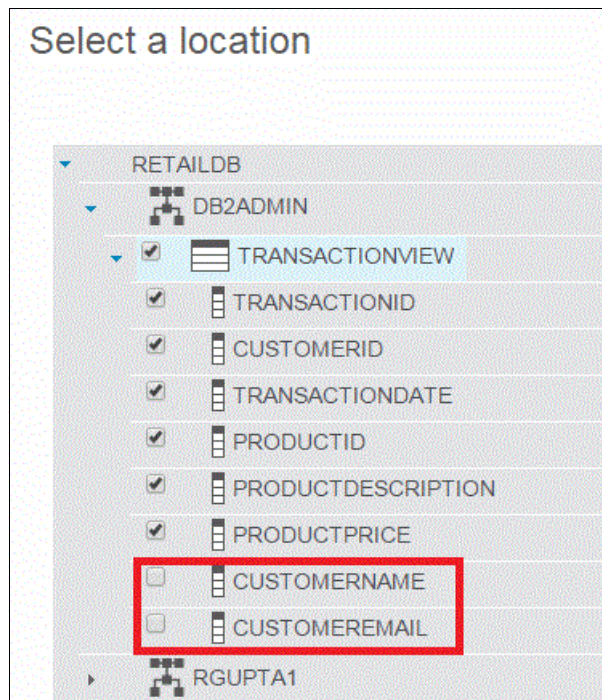 Select a location
RETAILDB
DB2ADMIN
TRANSACTIONVIEW
TRANSACTIONID
CUSTOMERID
TRANSACTIONDATE
PRODUCTID
PRODUCTDESCRIPTION
PRODUCTPRICE
CUSTOMERNAME
CUSTOMEREMAIL
RGUPTA1